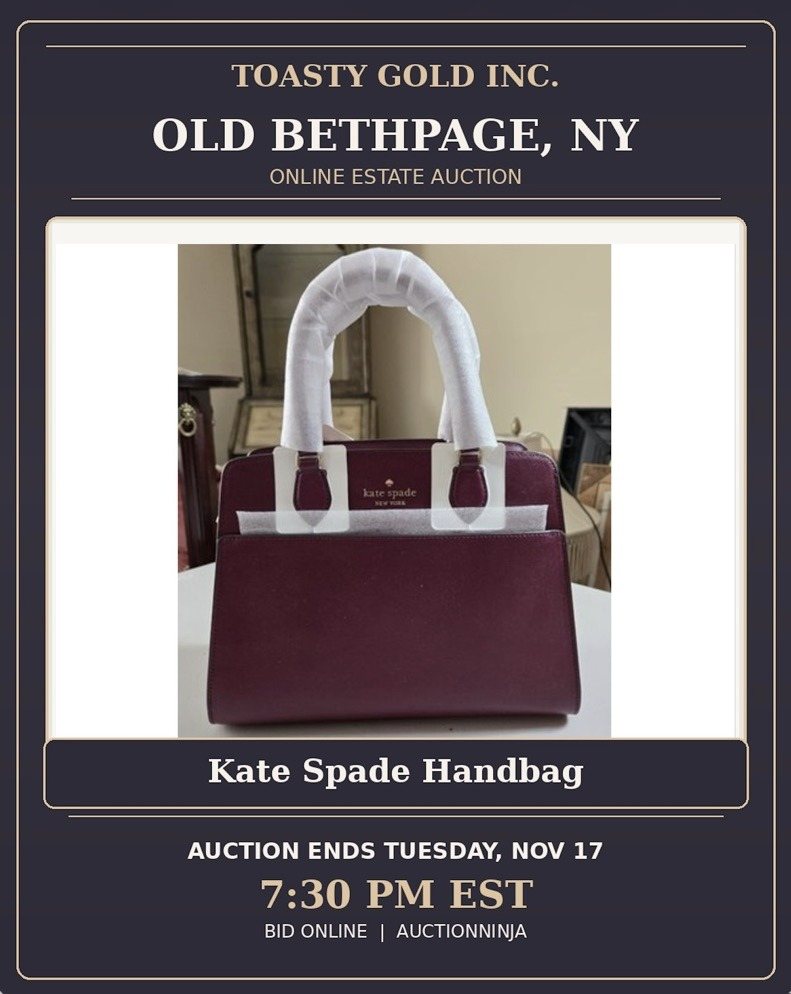 TOASTY GOLD INC.
OLD BETHPAGE, NY
ONLINE ESTATE AUCTION
kate spade
NEW YORK
Kate Spade Handbag
AUCTION ENDS TUESDAY, NOV 17
7:30 PM EST
BID ONLINE | AUCTIONNINJA